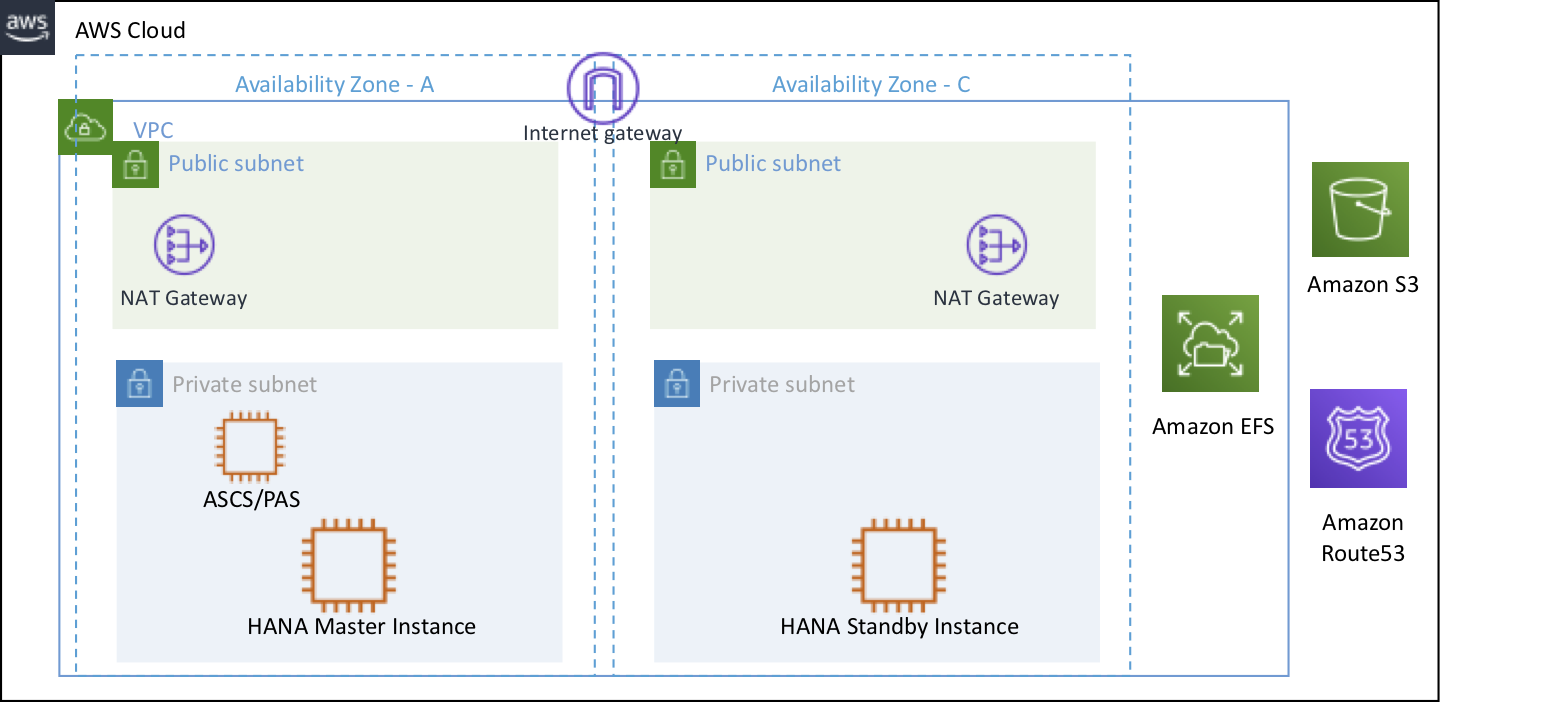 aws
AWS Cloud
Availability Zone - A
Availability Zone - C
VPC
Internet gateway
Public subnet
Public subnet
NAT Gateway
NAT Gateway
Amazon S3
Private subnet
Private subnet
Amazon EFS
53
ASCS/PAS
Amazon
Route53
HANA Master Instance
HANA Standby Instance